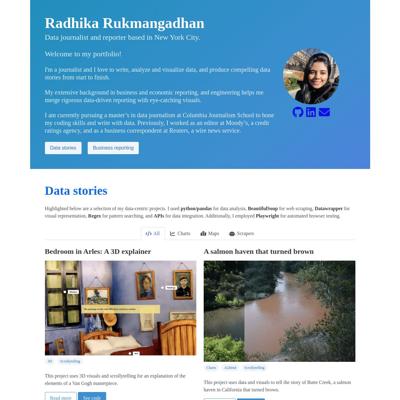 Radhika Rukmangadhan
Data journalist and reporter based in New York City.
Welcome to my portfolio!
I'm a journalist and I love to write, analyze and visualize data, and produce compelling data
stories from start to finish.
My extensive background in business and economic reporting, and engineering helps me
merge rigorous data-driven reporting with eye-catching visuals.
I am currently pursuing a master's in data journalism at Columbia Journalism School to hone
my coding skills and write with data. Previously, I worked as an editor at Moody's, a credit
ratings agency, and as a business correspondent at Reuters, a wire news service.
Data stories
Business reporting
Data stories
Highlighted below are a selection of my data-centric projects. I used python/pandas for data analysis, BeautifulSoup for web scraping, Datawrapper for
visual representation, Regex for pattern searching, and APIs for data integration. Additionally, I employed Playwright for automated browser testing.
All
Charts
Maps
Scrapers
Bedroom in Arles: A 3D explainer
A salmon haven that turned brown
3D
Scrollytelling
Charts
Scrollytelling
This project uses 3D visuals and scrollytelling for an explanation of the
elements of a Van Gogh masterpiece.
This project uses data and visuals to tell the story of Butte Creek, a salmon
haven in California that turned brown.
Read more
See code